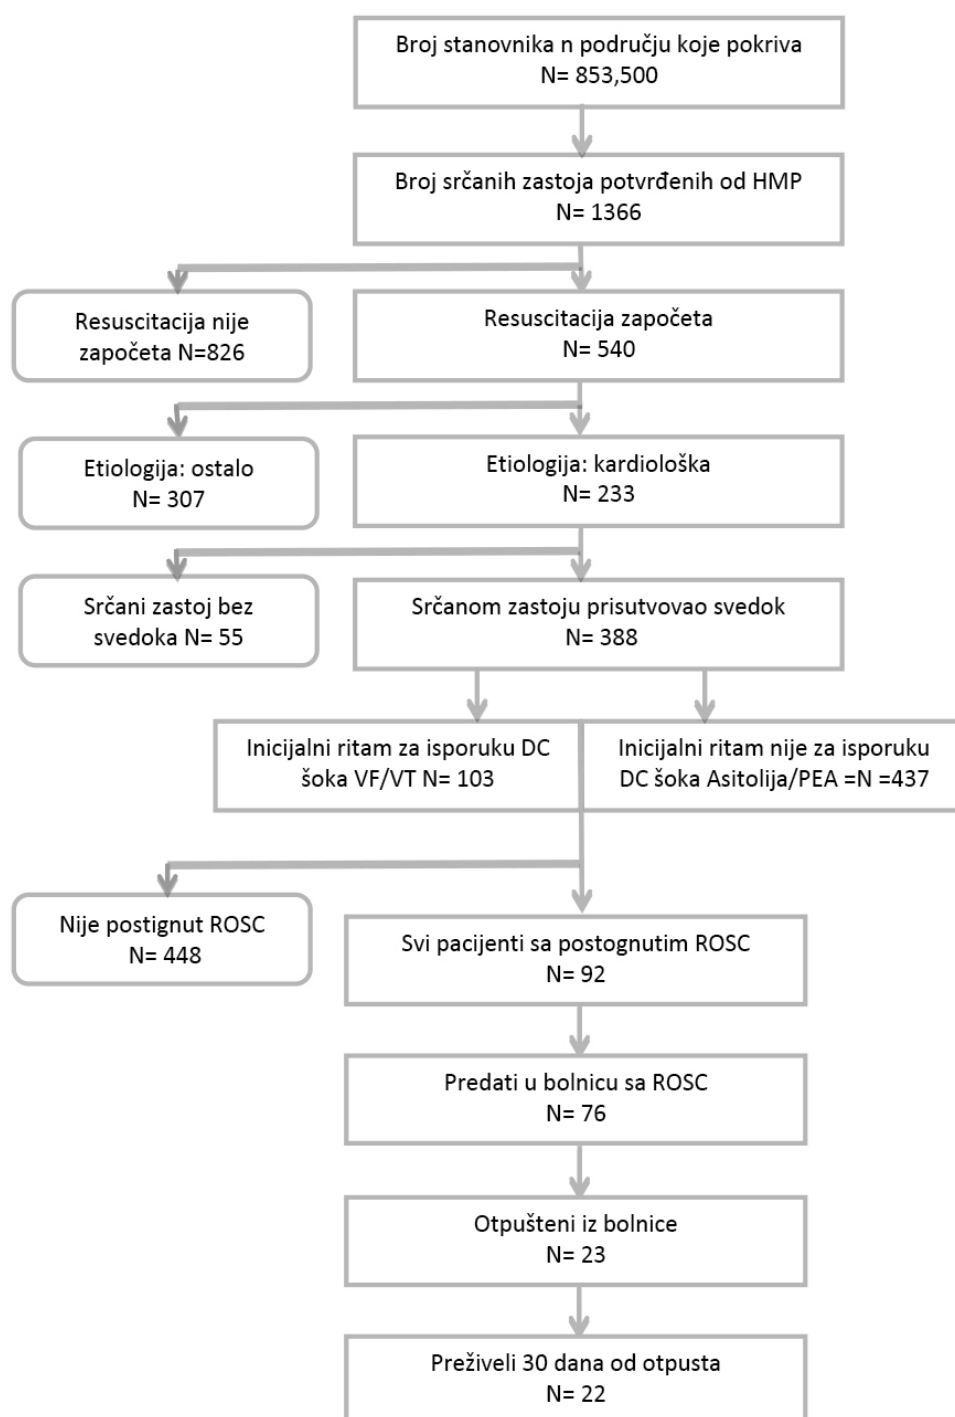 Broj stanovnika n području koje pokriva
N= 853,500
Broj srčanih zastoja potvrđenih od HMP
N= 1366
Resuscitacija nije
započeta N=826
Resuscitacija započeta
N= 540
Etiologija: ostalo
N= 307
Etiologija: kardiološka
N= 233
Srčani zastoj bez
svedoka N= 55
Srčanom zastoju prisutvovao svedok
N= 388
Inicijalni ritam za isporuku DC
šoka VF/VT N= 103
Inicijalni ritam nije za isporuku
DC šoka Asitolija/PEA =N =437
Nije postignut ROSC
N= 448
Svi pacijenti sa postognutim ROSC
N= 92
Predati u bolnicu sa ROSC
N= 76
Otpušteni iz bolnice
N= 23
Preživeli 30 dana od otpusta
N= 22